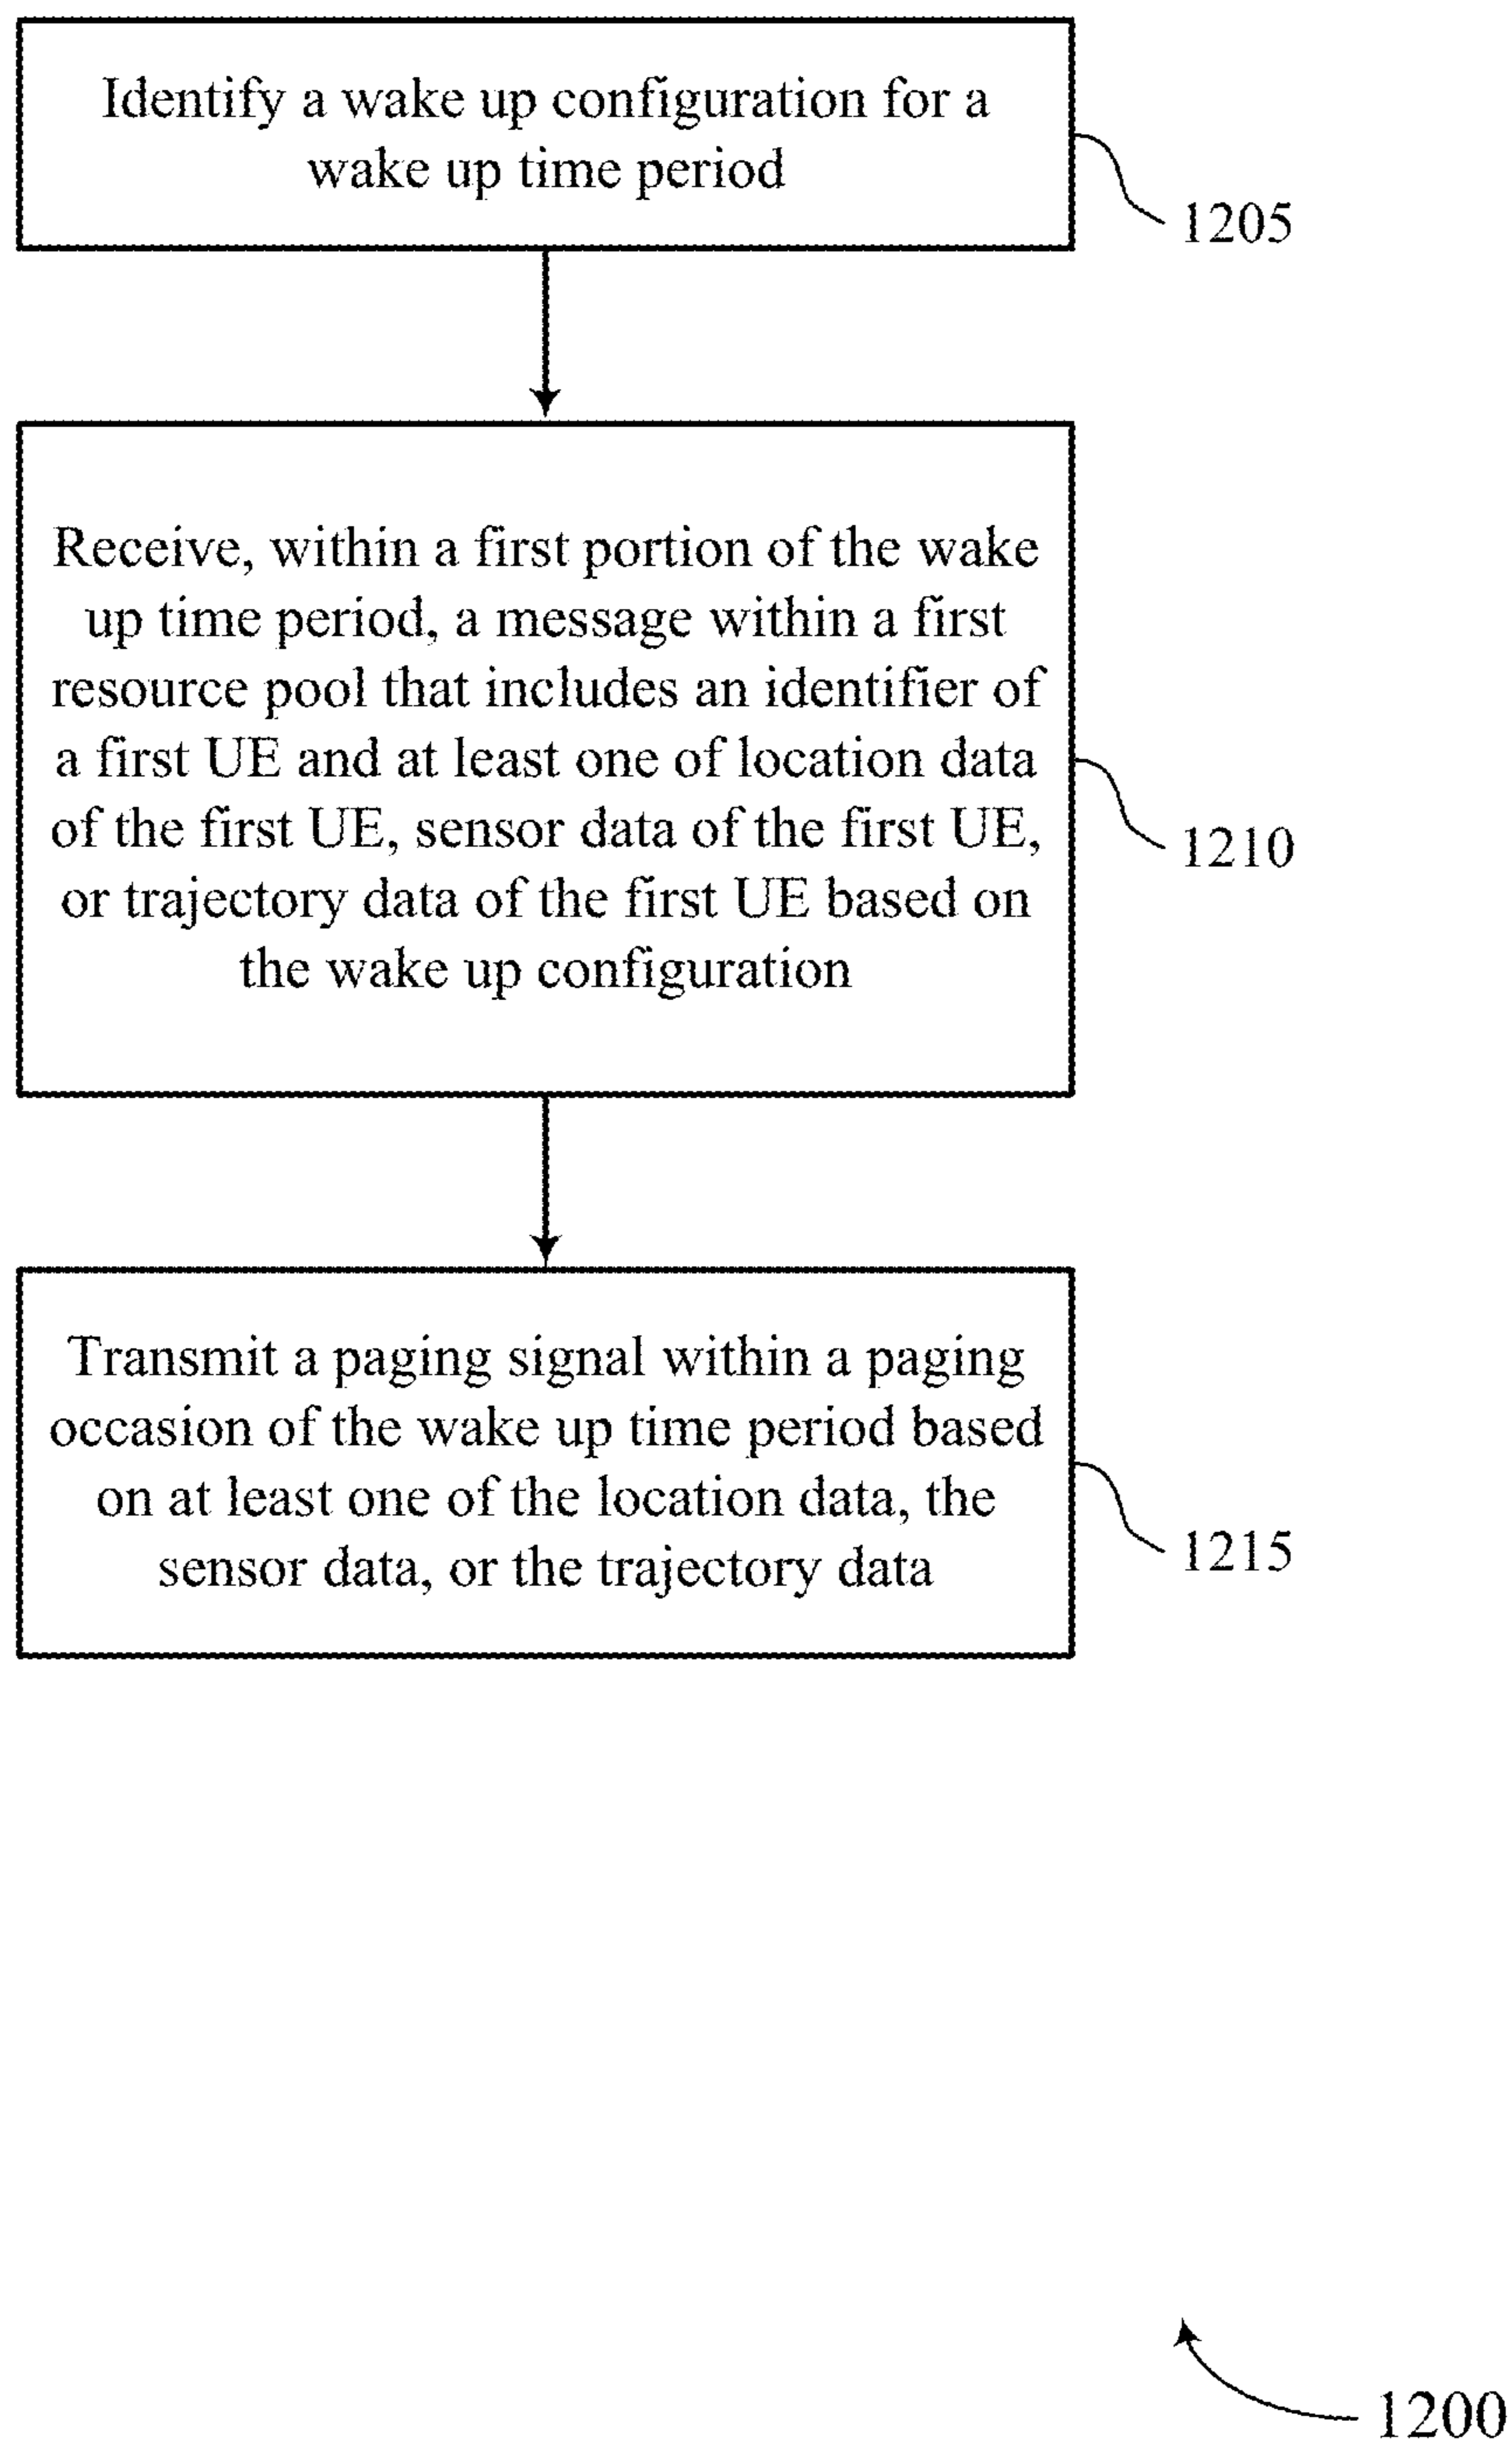 Identify a wake up configuration for a
wake up time period
1205
Receive, within a first portion of the wake
up time period, a message within a first
resource pool that includes an identifier of
a first UE and at least one of location data
of the first UE, sensor data of the first UE,
or trajectory data of the first UE based on
the wake up configuration
1210
Transmit a paging signal within a paging
occasion of the wake up time period based
on at least one of the location data, the
sensor data, or the trajectory data
1215
1200